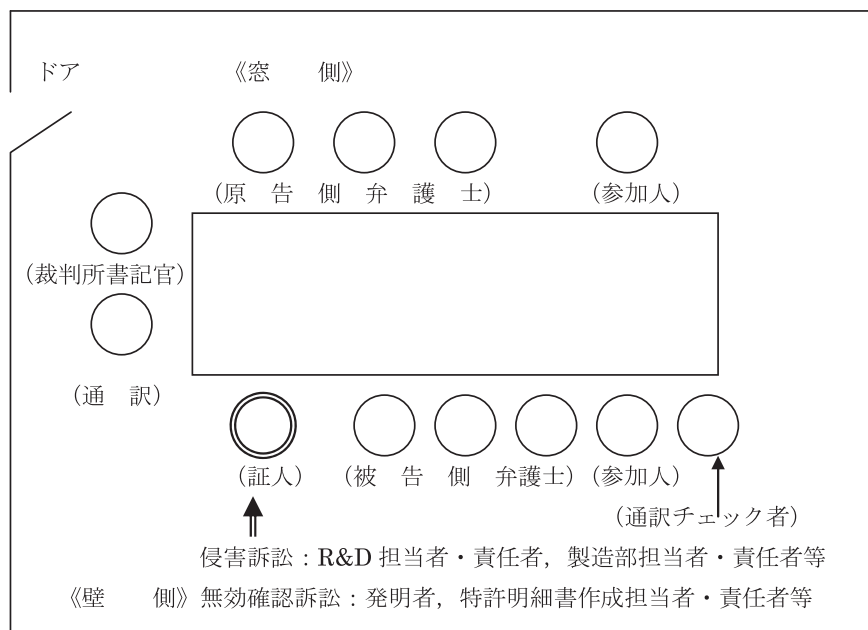 ドア 《窓 側》
(原 告 側 弁 護 士) (参加人)
(裁判所書記官)
(通 訳)
(証人) (被 告 側 弁護士) (参加人)
(通訳チェック者)
侵害訴訟：R&D 担当者・責任者，製造部担当者・責任者等
《壁 側》 無効確認訴訟：発明者，特許明細書作成担当者・責任者等